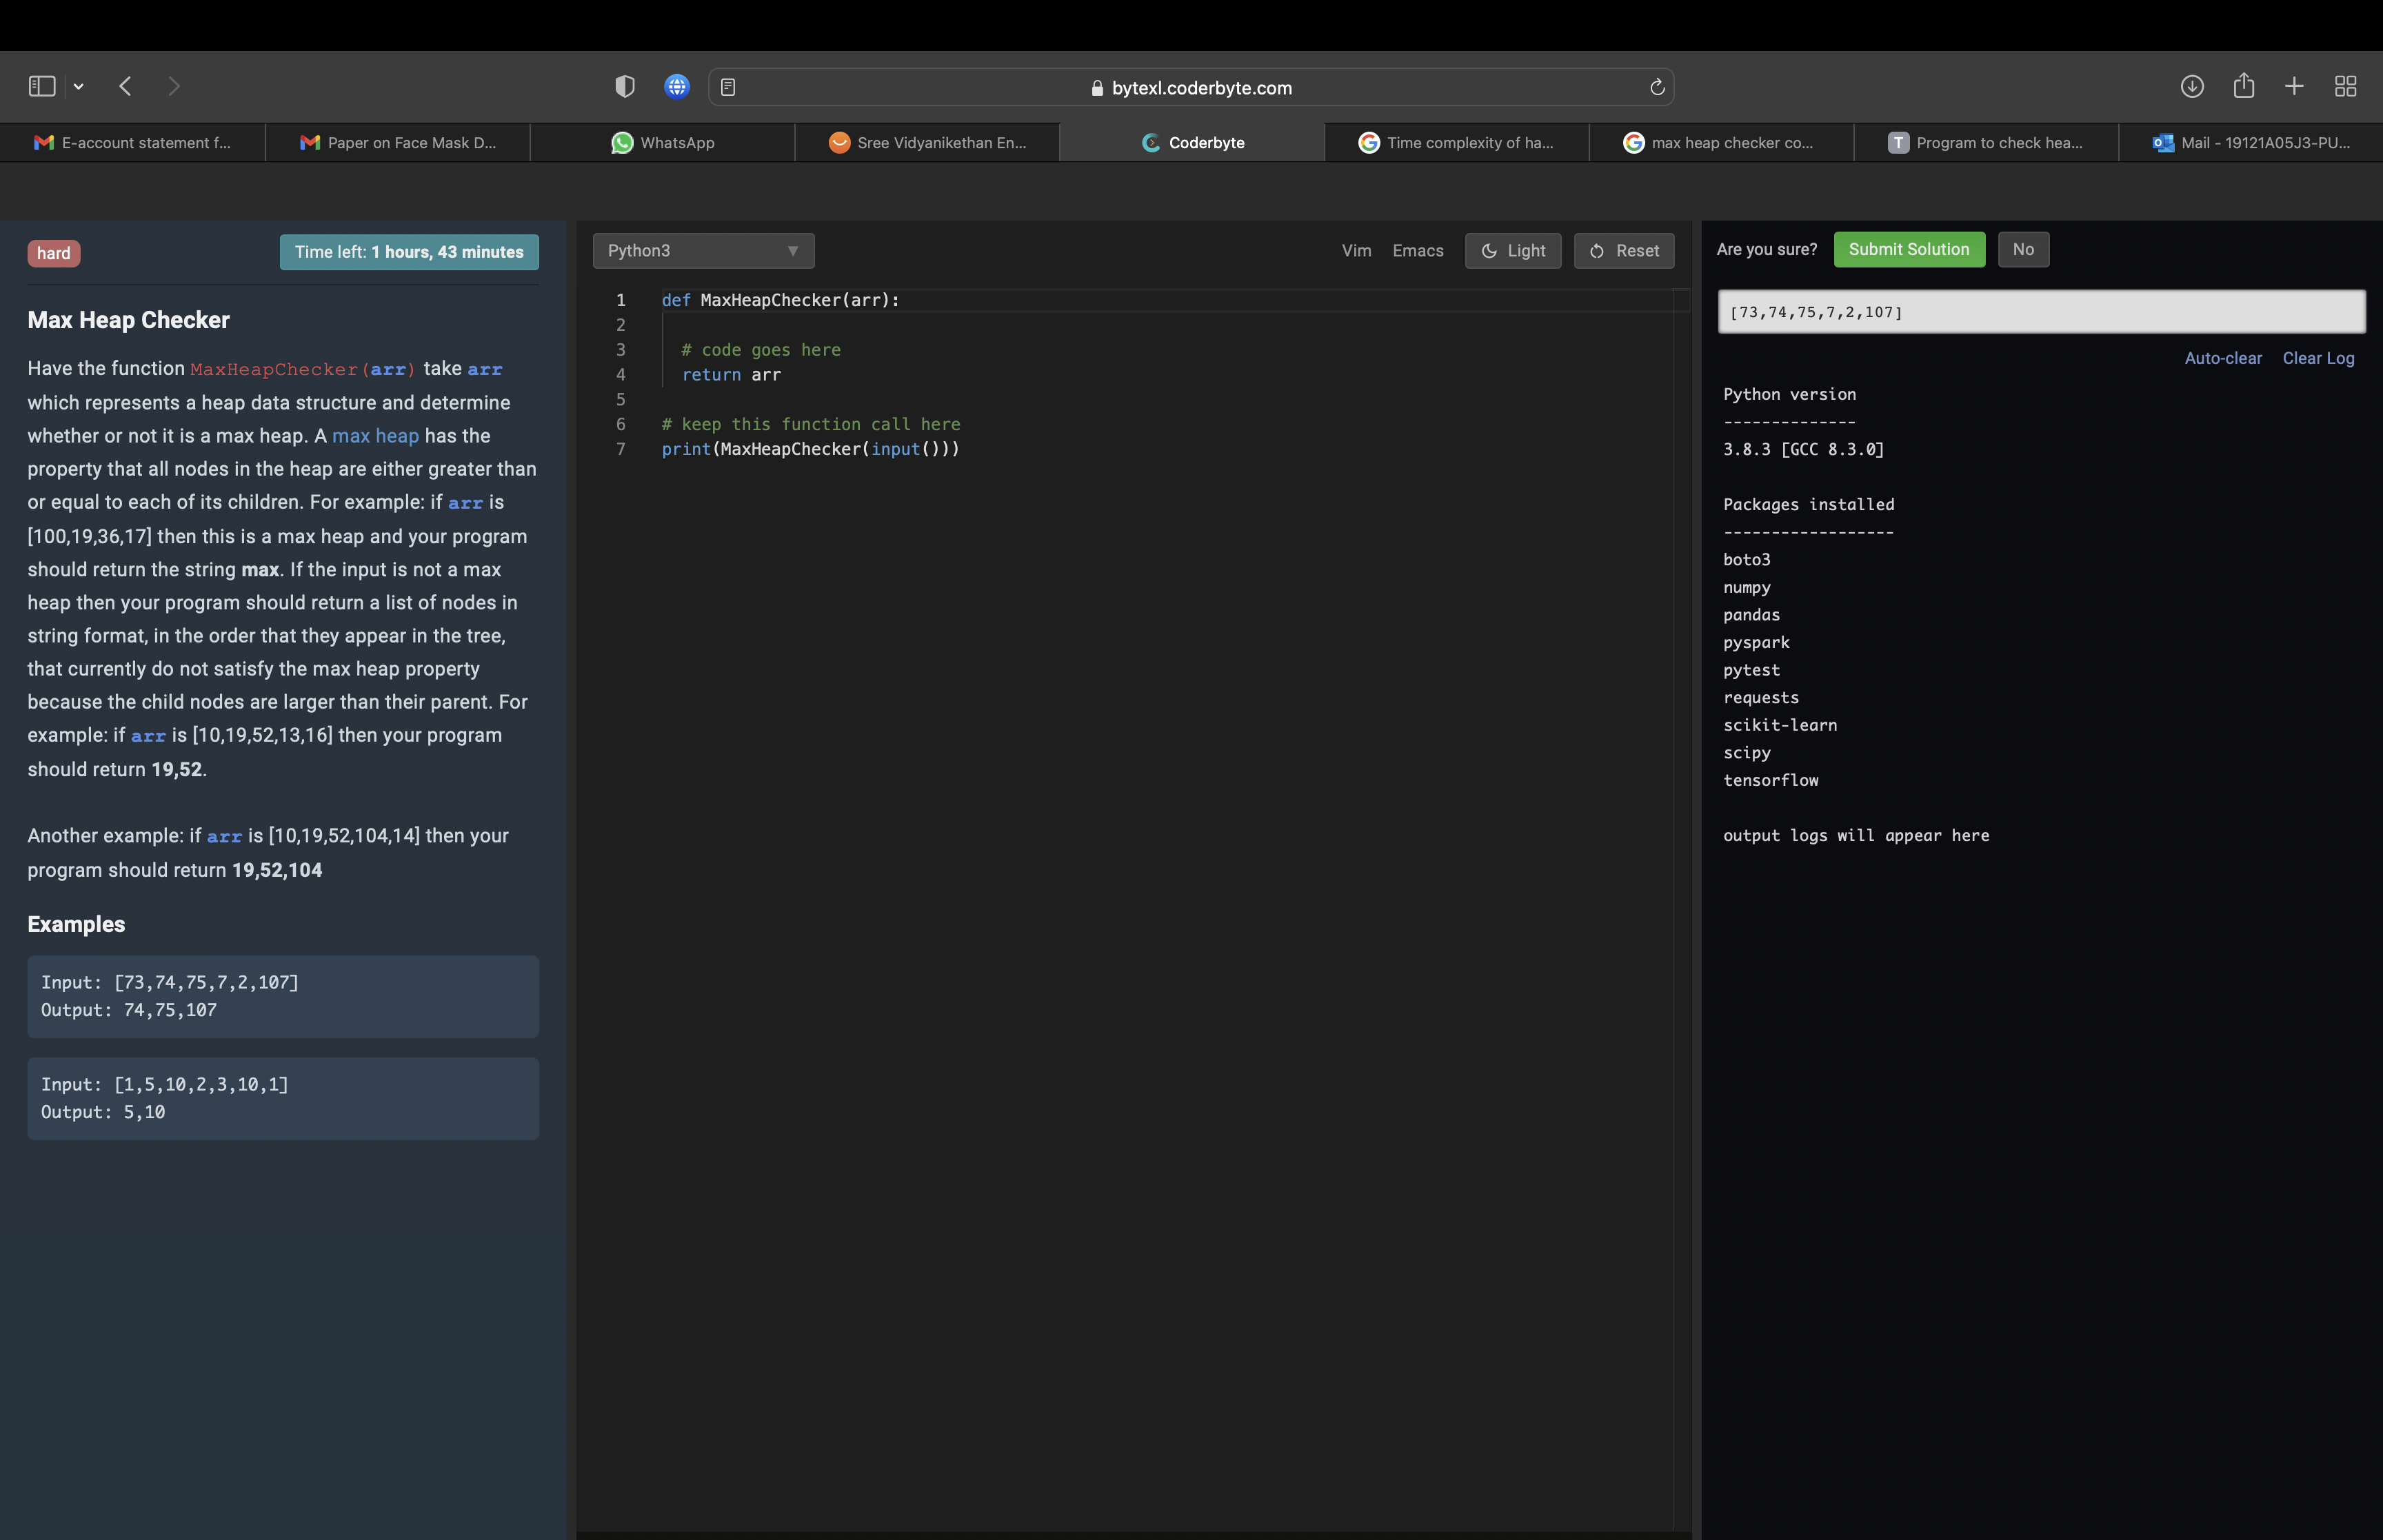 bytexl.coderbyte.com
E-account statement f...
Paper on Face Mask D...
WhatsApp
Sree Vidyanikethan En...
Coderbyte
Time complexity of ha...
max heap checker co...
T Program to check hea...
Mail - 19121A05J3-PU...
hard
Time left: 1 hours, 43 minutes
Max Heap Checker
Have the function MaxHeapChecker(arr) take arr
which represents a heap data structure and determine
whether or not it is a max heap. A max heap has the
property that all nodes in the heap are either greater than
or equal to each of its children. For example: if arr is
[100,19,36,17] then this is a max heap and your program
should return the string max. If the input is not a max
heap then your program should return a list of nodes in
string format, in the order that they appear in the tree,
that currently do not satisfy the max heap property
because the child nodes are larger than their parent. For
example: if arr is [10,19,52,13,16] then your program
should return 19,52.
Another example: if arr is [10,19,52,104,14] then your
program should return 19,52,104
Examples
Input: [73,74,75,7,2,107]
Output: 74,75,107
Input: [1,5,10,2,3,10,1]
Output: 5,10
Python3
Vim Emacs Light Reset
1 def MaxHeapChecker(arr):
2
3 # code goes here
4 return arr
5
6 # keep this function call here
7 print(MaxHeapChecker(input()))
Are you sure? Submit Solution No
[73,74,75,7,2,107]
Auto-clear Clear Log
Python version
--------------
3.8.3 [GCC 8.3.0]
Packages installed
------------------
boto3
numpy
pandas
pyspark
pytest
requests
scikit-learn
scipy
tensorflow
output logs will appear here